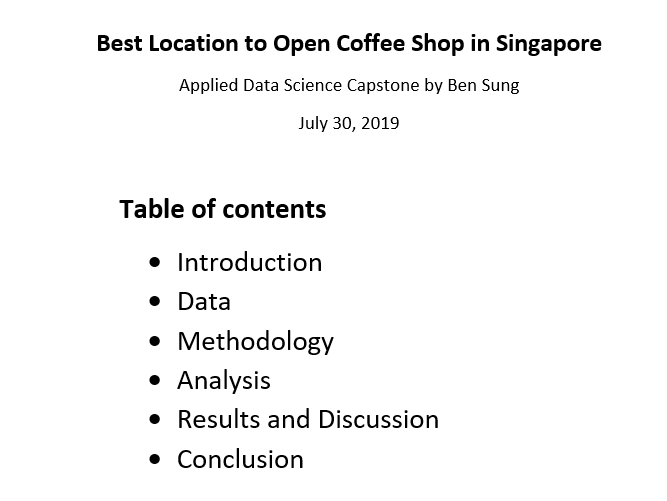 Best Location to Open Coffee Shop in Singapore
Applied Data Science Capstone by Ben Sung
July 30, 2019
Table of contents
• Introduction
• Data
• Methodology
• Analysis
• Results and Discussion
• Conclusion